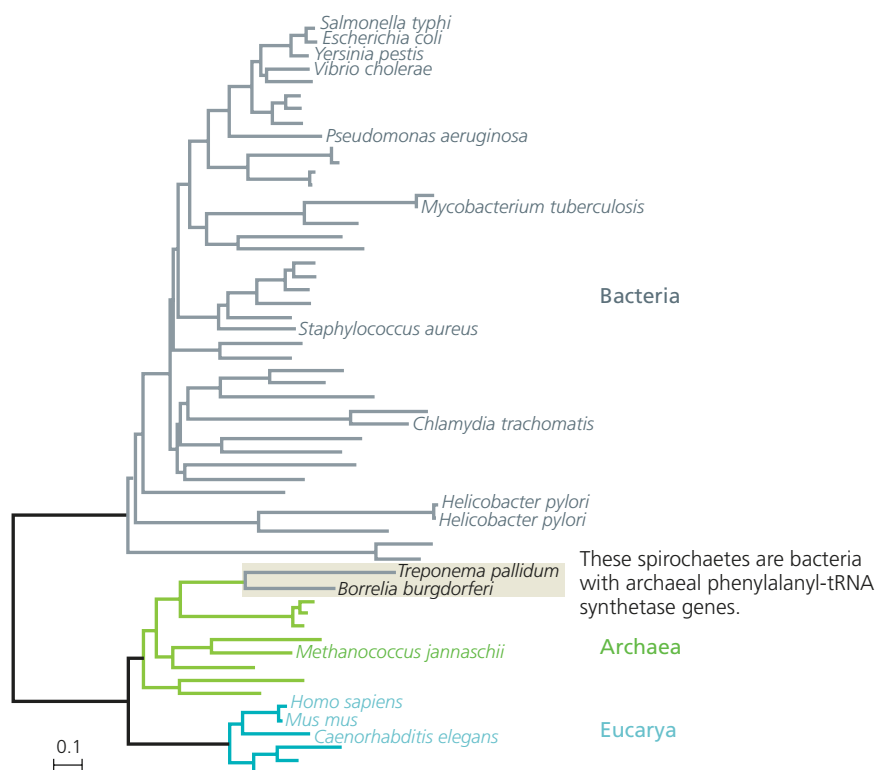 Salmonella typhi
Escherichia coli
Yersinia pestis
Vibrio cholerae
Pseudomonas aeruginosa
Mycobacterium tuberculosis
Bacteria
Staphylococcus aureus
Chlamydia trachomatis
Helicobacter pylori
Helicobacter pylori
Treponema pallidum
Borrelia burgdorferi
These spirochaetes are bacteria
with archaeal phenylalanyl-tRNA
synthetase genes.
Archaea
Methanococcus jannaschii
Homo sapiens
Mus mus
Caenorhabditis elegans
Eucarya
0.1